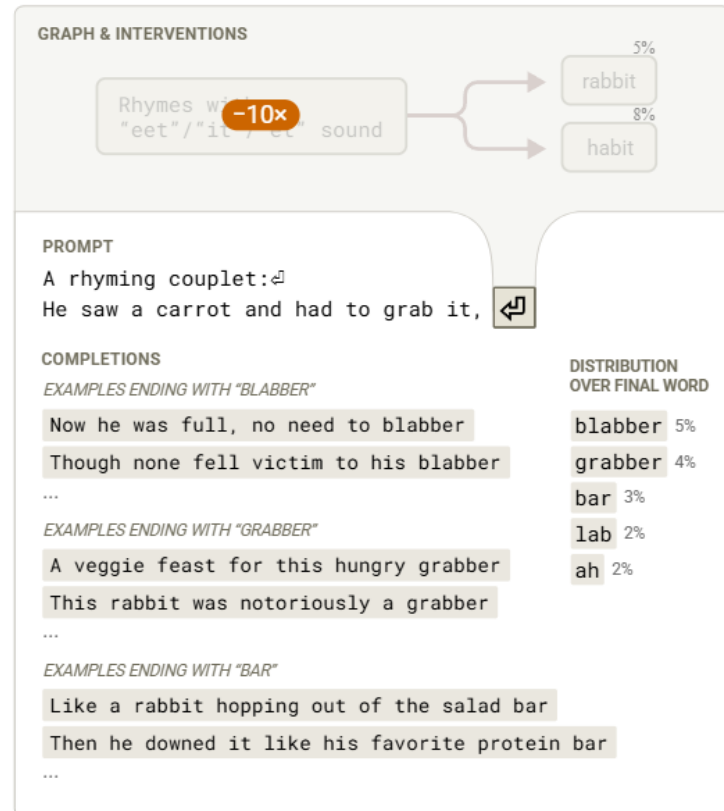 GRAPH & INTERVENTIONS
5%
rabbit
Rhymes
−10×
"eet"/"it" sound
8%
habit
PROMPT
A rhyming couplet:⏎
He saw a carrot and had to grab it, ⏎
COMPLETIONS
EXAMPLES ENDING WITH “BLABBER”
Now he was full, no need to blabber
Though none fell victim to his blabber
...
EXAMPLES ENDING WITH “GRABBER”
A veggie feast for this hungry grabber
This rabbit was notoriously a grabber
...
EXAMPLES ENDING WITH “BAR”
Like a rabbit hopping out of the salad bar
Then he downed it like his favorite protein bar
...
DISTRIBUTION
OVER FINAL WORD
blabber 5%
grabber 4%
bar 3%
lab 2%
ah 2%